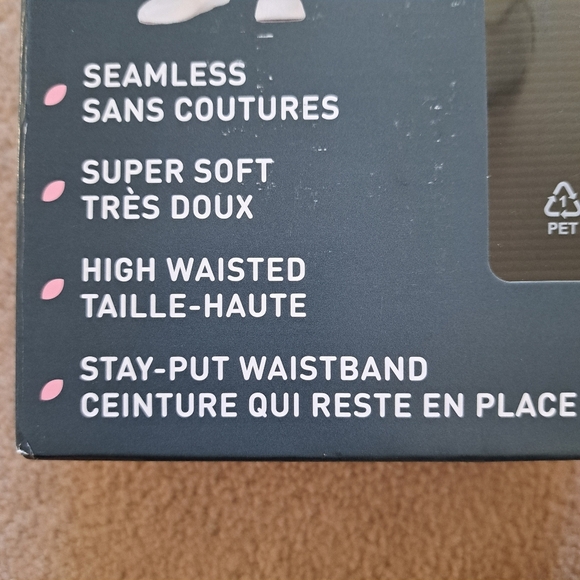 SEAMLESS
SANS COUTURES
SUPER SOFT
TRÈS DOUX
HIGH WAISTED
TAILLE-HAUTE
STAY-PUT WAISTBAND
CEINTURE QUI RESTE EN PLACE
1
PET